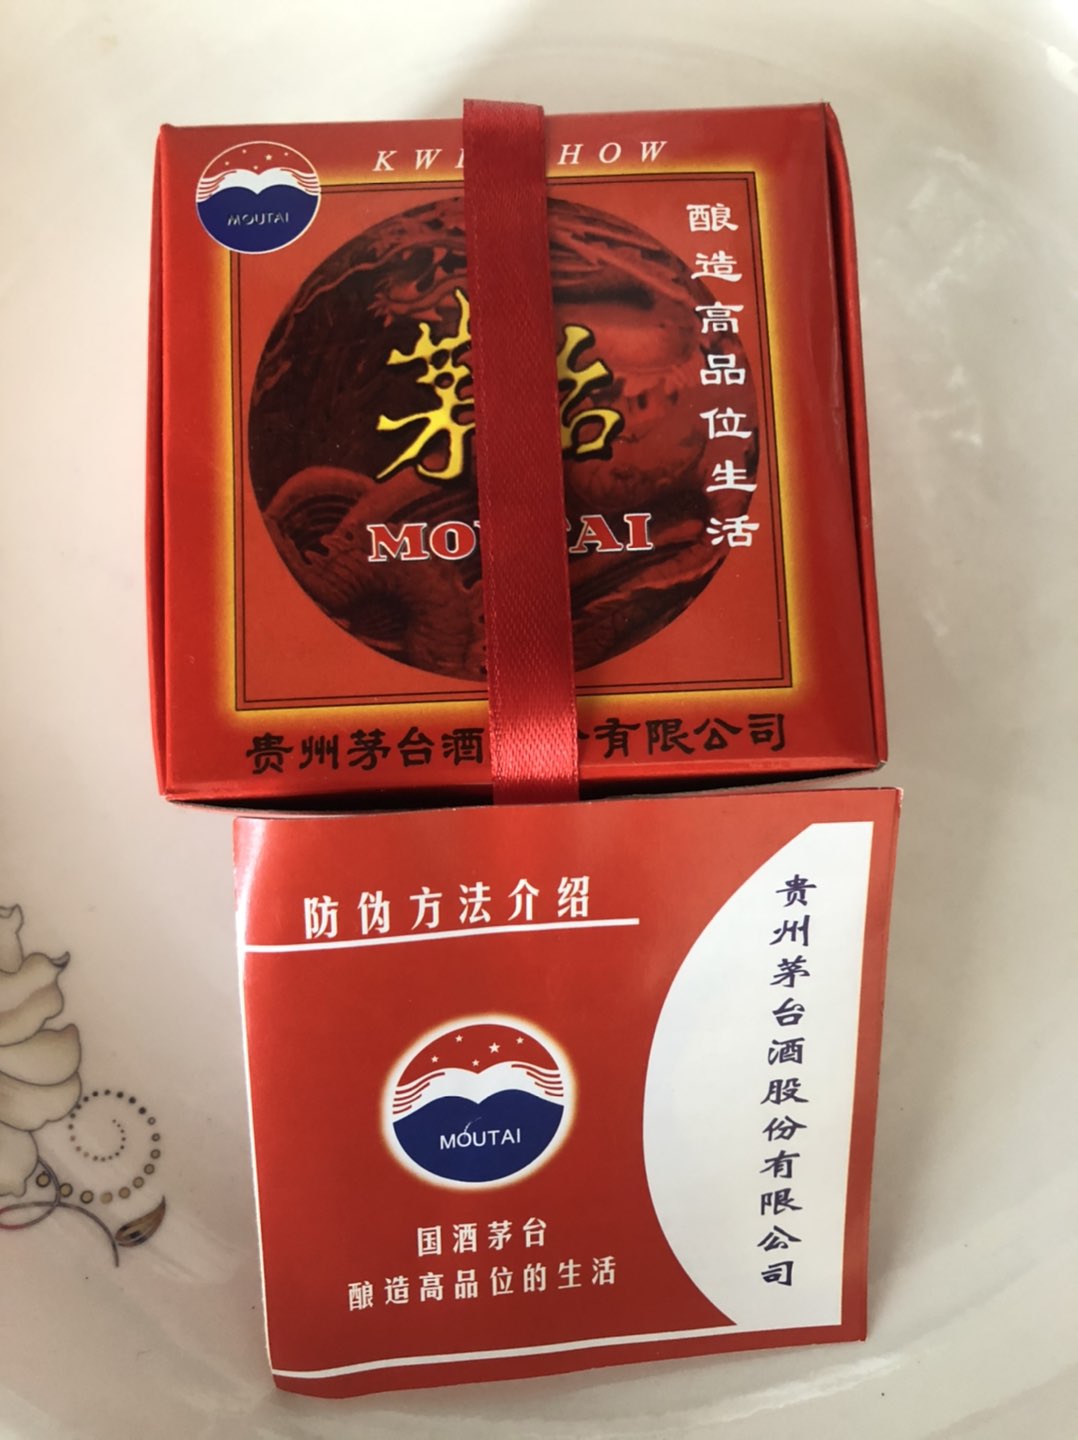 MOUTAI
KWE HOW
酿造高品位生活
茅台
MOUTAI
贵州茅台酒 份有限公司
防伪方法介绍
贵州茅台酒股份有限公司
MOUTAI
国酒茅台
酿造高品位的生活